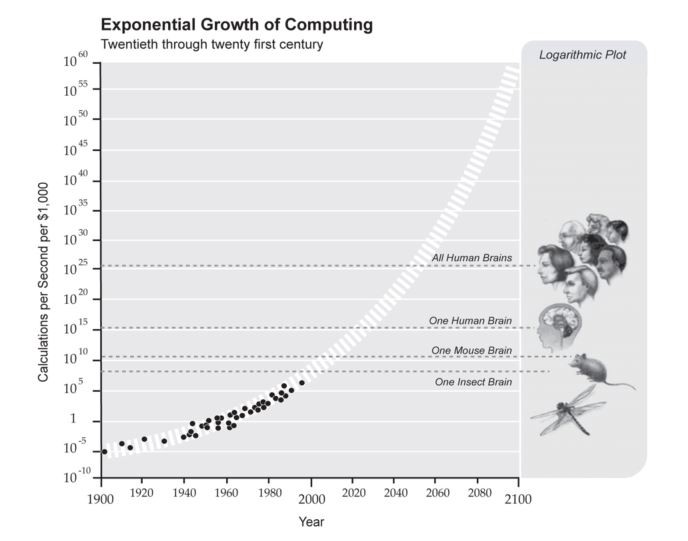 Exponential Growth of Computing
Twentieth through twenty first century
Logarithmic Plot
Calculations per Second per $1,000
10 60
10 55
10 50
10 45
10 40
10 35
10 30
10 25
10 20
10 15
10 10
10 5
1
10 -5
10 -10
All Human Brains
One Human Brain
One Mouse Brain
One Insect Brain
1900 1920 1940 1960 1980 2000 2020 2040 2060 2080 2100
Year